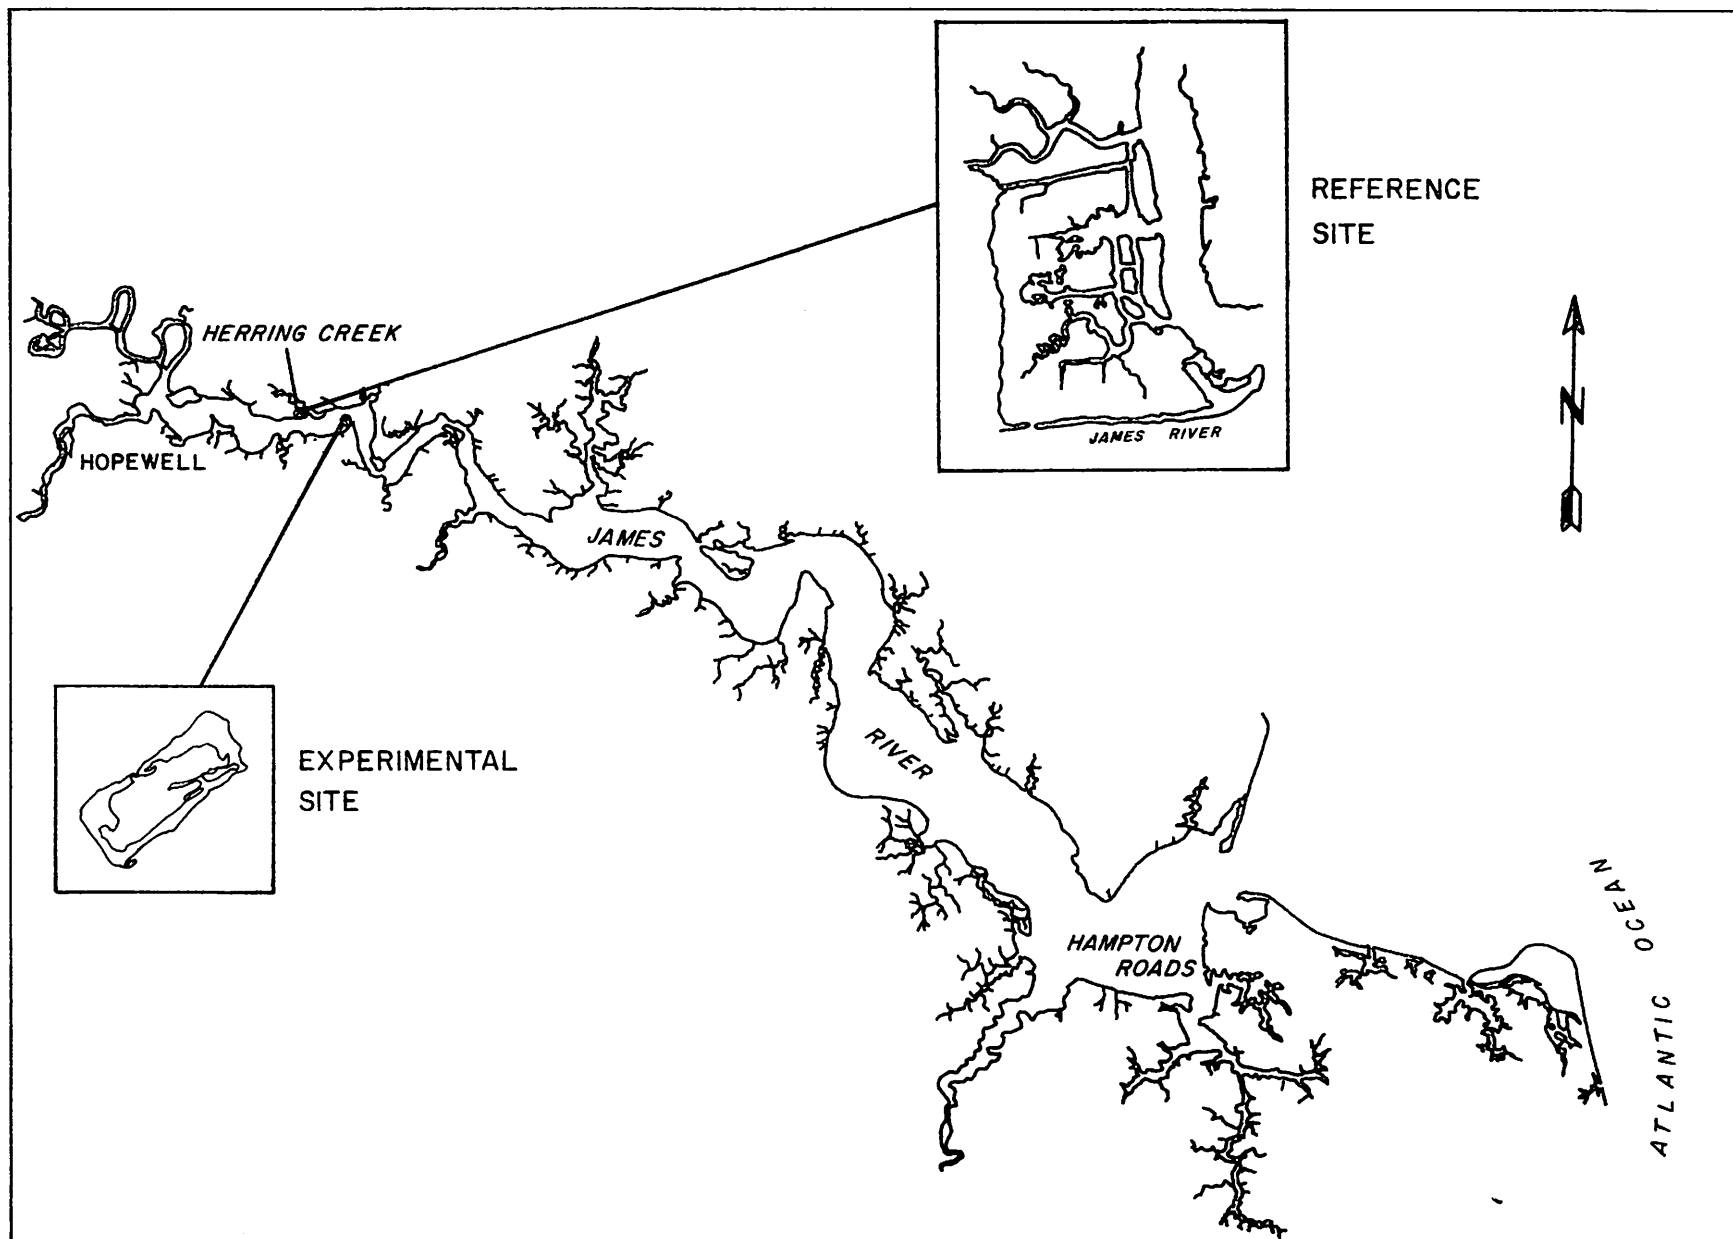 REFERENCE
SITE
JAMES RIVER
HERRING CREEK
HOPEWELL
N
JAMES
RIVER
EXPERIMENTAL
SITE
HAMPTON
ROADS
ATLANTIC OCEAN